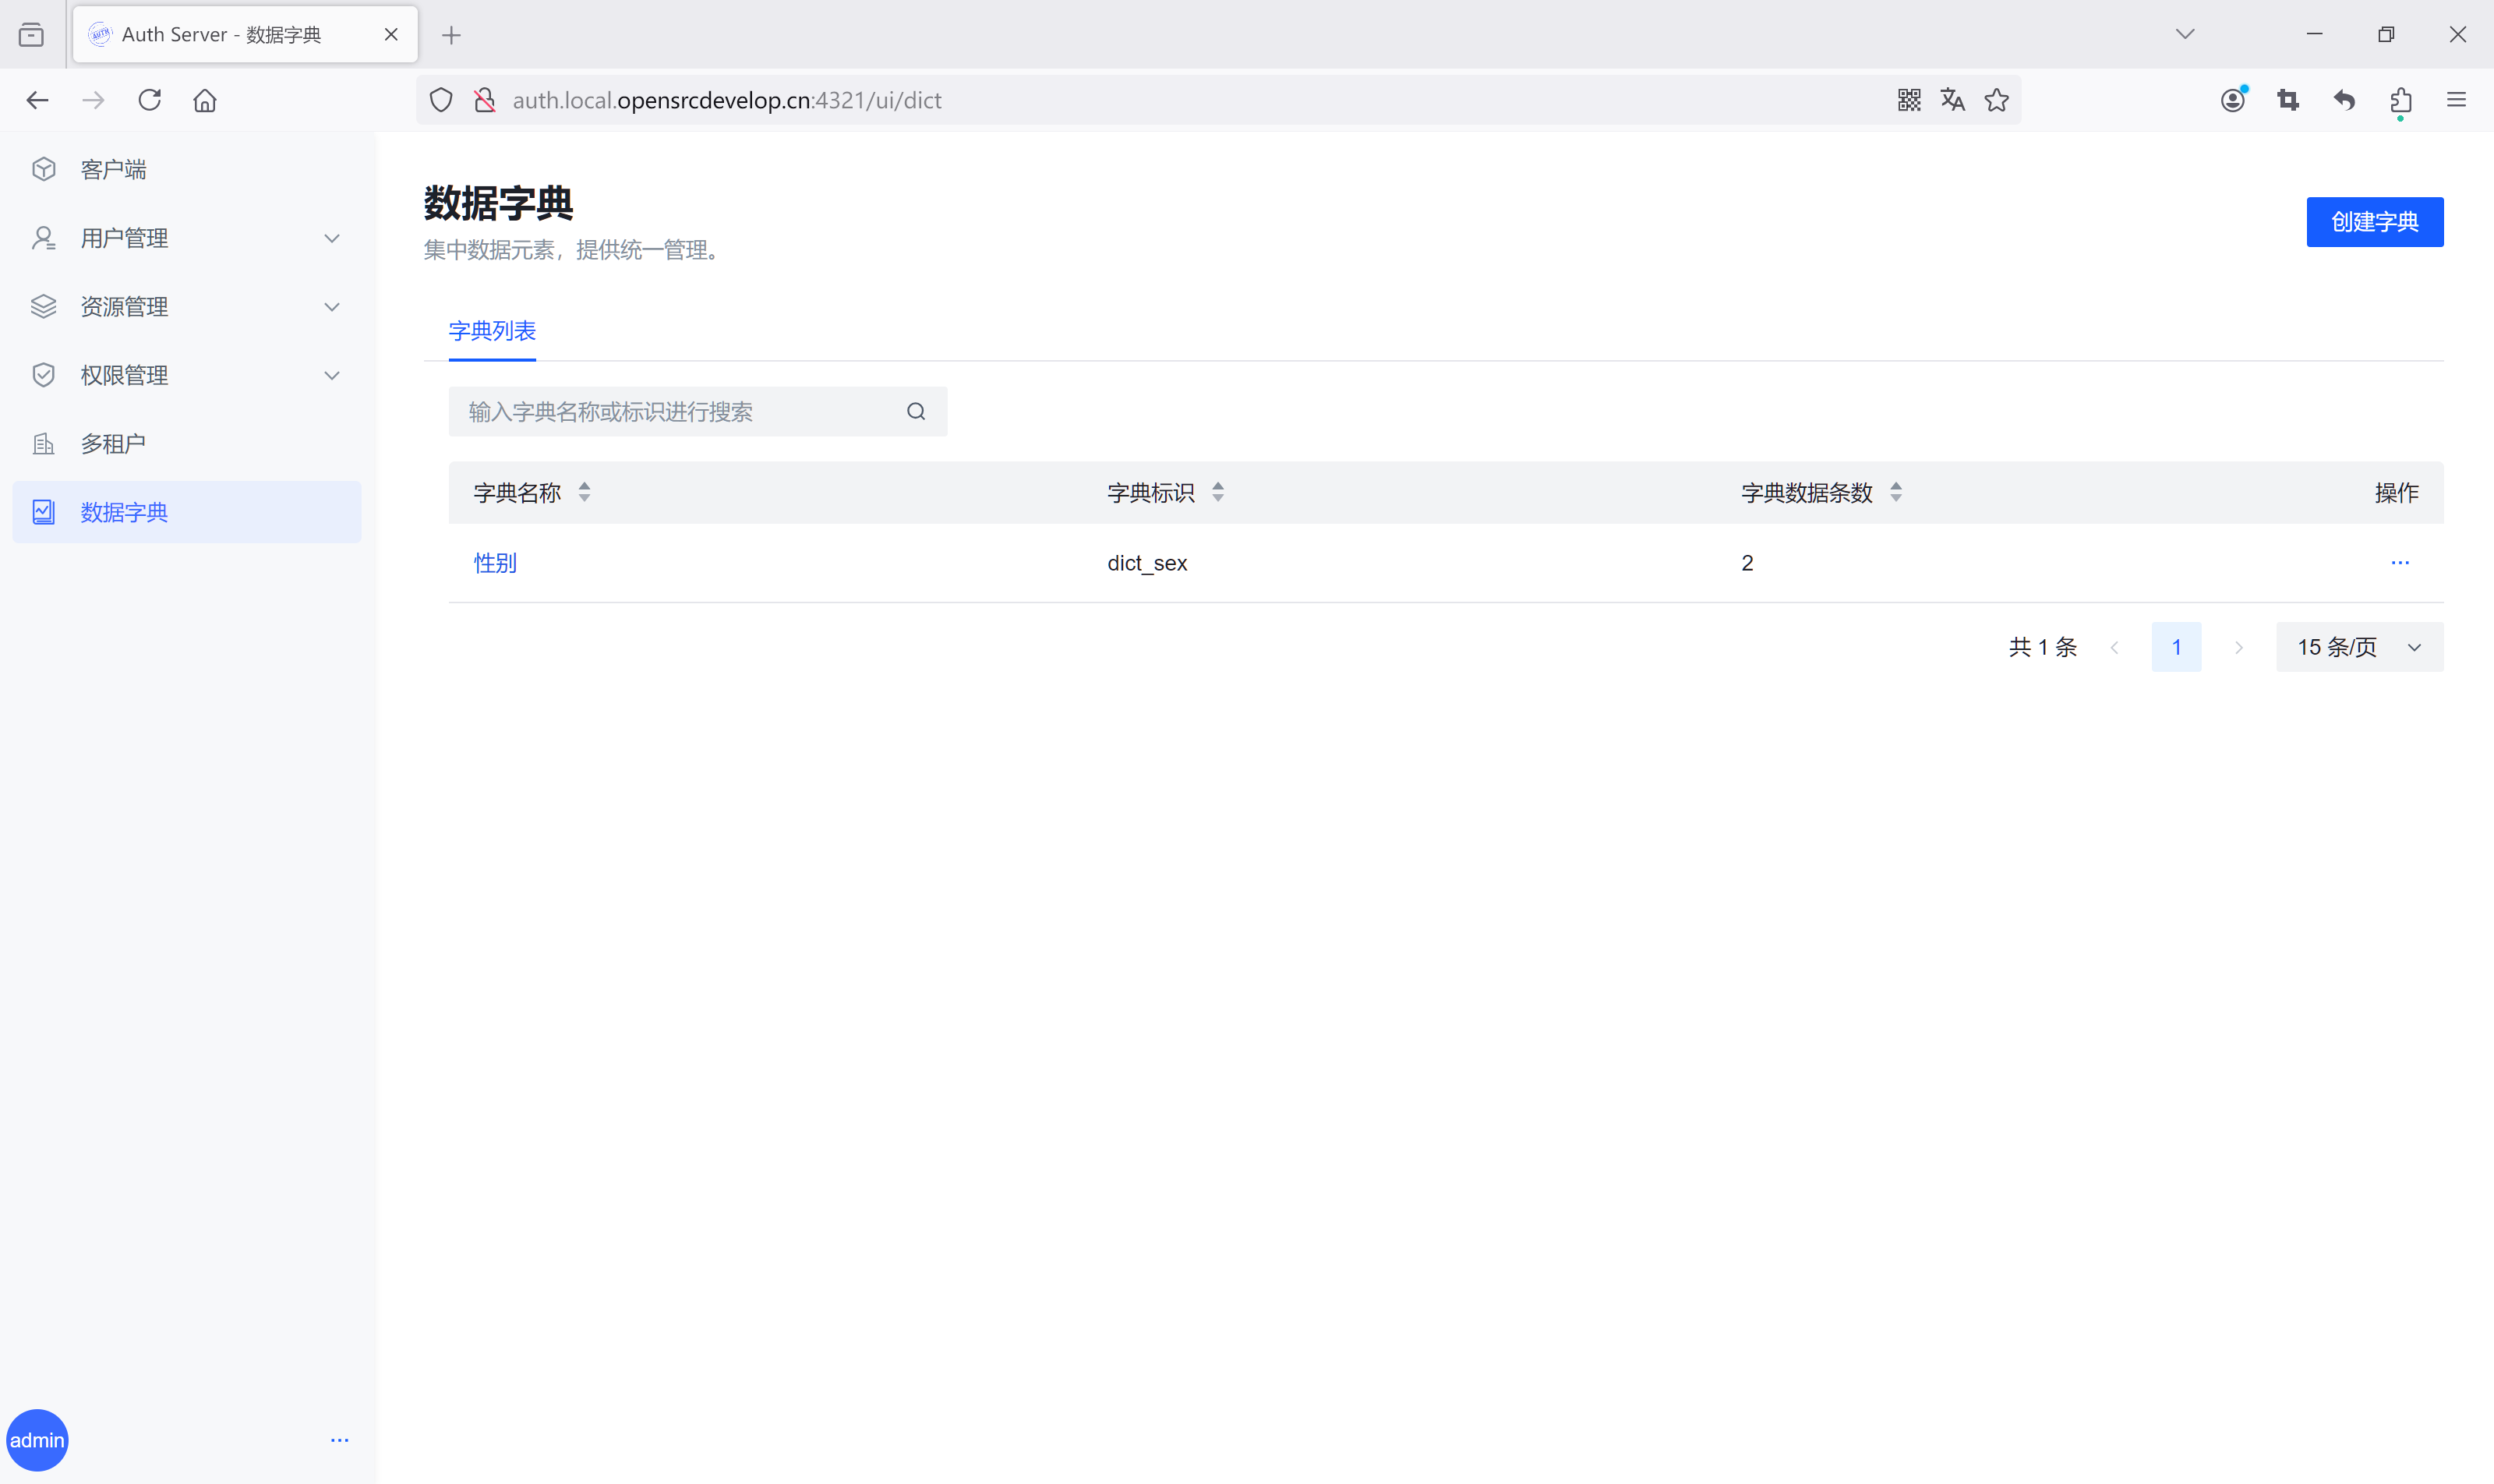 Auth Server - 数据字典
auth.local.opensrcdevelop.cn:4321/ui/dict
客户端
用户管理
资源管理
权限管理
多租户
数据字典
数据字典
集中数据元素，提供统一管理。
创建字典
字典列表
输入字典名称或标识进行搜索
字典名称 字典标识 字典数据条数 操作
性别 dict_sex 2 ...
共 1 条 1 15 条/页
admin ...